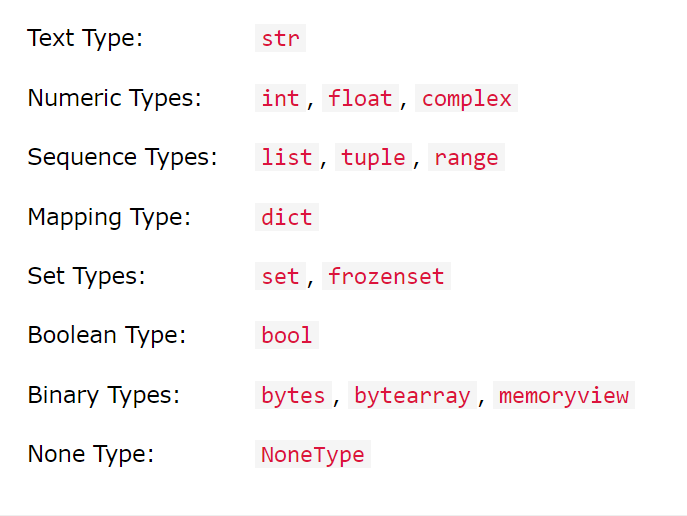 Text Type: str
Numeric Types: int, float, complex
Sequence Types: list, tuple, range
Mapping Type: dict
Set Types: set, frozenset
Boolean Type: bool
Binary Types: bytes, bytearray, memoryview
None Type: NoneType